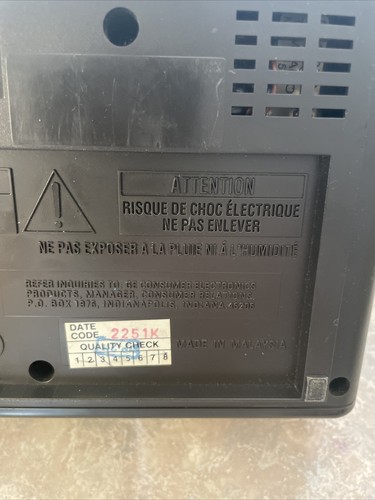 ATTENTION
RISQUE DE CHOC ÉLECTRIQUE
NE PAS ENLEVER
NE PAS EXPOSER A LA PLUIE NI À L'HUMIDITÉ
REFER INQUIRIES TO: GE CONSUMER ELECTRONICS
PRODUCTS, MANAGER, CONSUMER RELATIONS
P.O. BOX 1976, INDIANAPOLIS, INDIANA 46206
DATE
CODE 2251K
QUALITY CHECK
1 2 3 4 5 6 7 8
MADE IN MALAYSIA